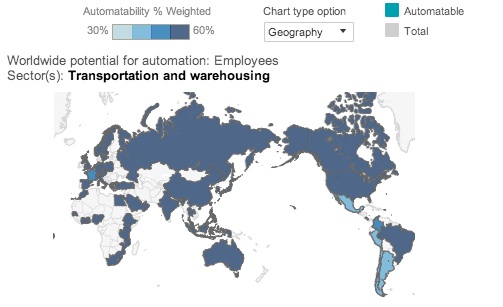 Automatability % Weighted
30% 60%
Chart type option
Geography
Automatable
Total
Worldwide potential for automation: Employees
Sector(s): Transportation and warehousing